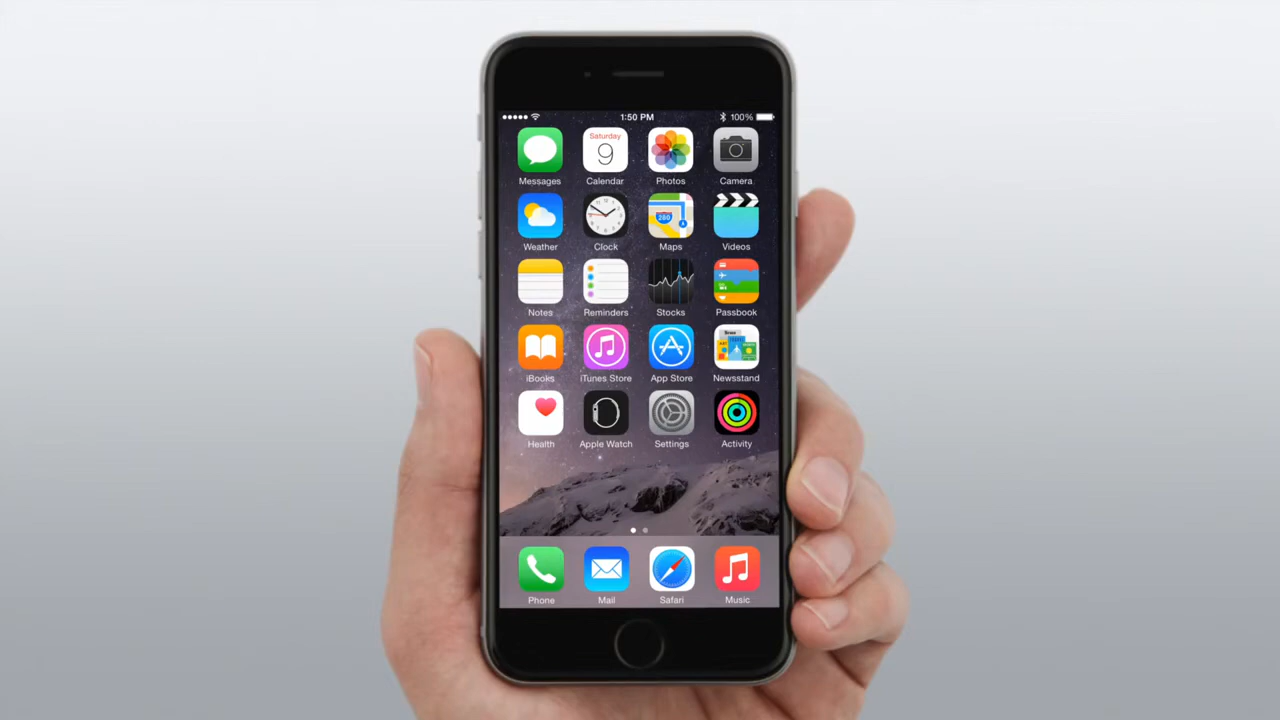 1:50 PM 100%
Saturday
9
Messages Calendar Photos Camera
280
Weather Clock Maps Videos
Notes Reminders Stocks Passbook
iBooks iTunes Store App Store Newsstand
Health Apple Watch Settings Activity
Phone Mail Safari Music